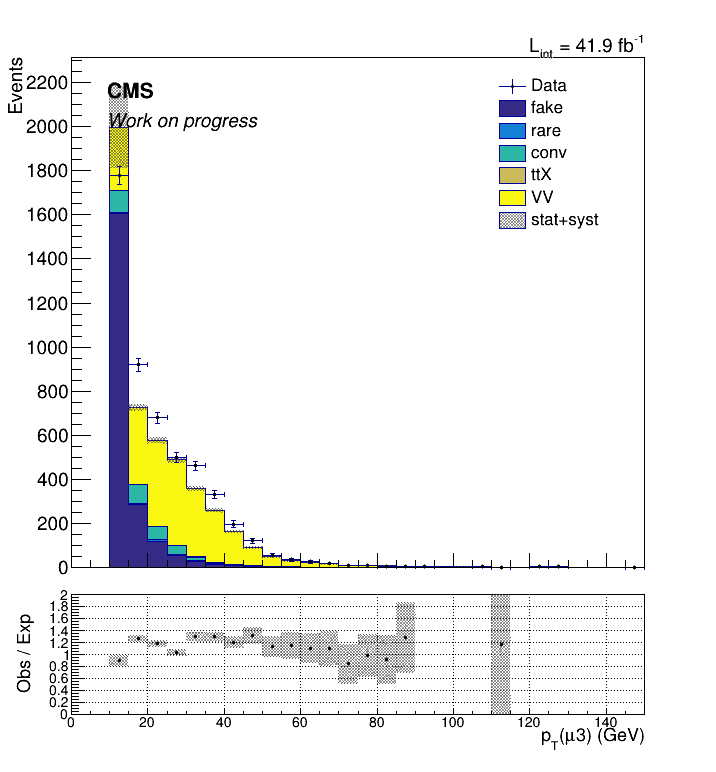 L_int = 41.9 fb^-1
Events
2200
2000
1800
1600
1400
1200
1000
800
600
400
200
0
CMS
Work on progress
Data
fake
rare
conv
ttX
VV
stat+syst
Obs / Exp
2
1.8
1.6
1.4
1.2
1
0.8
0.6
0.4
0.2
0
0 20 40 60 80 100 120 140
p_T(μ3) (GeV)